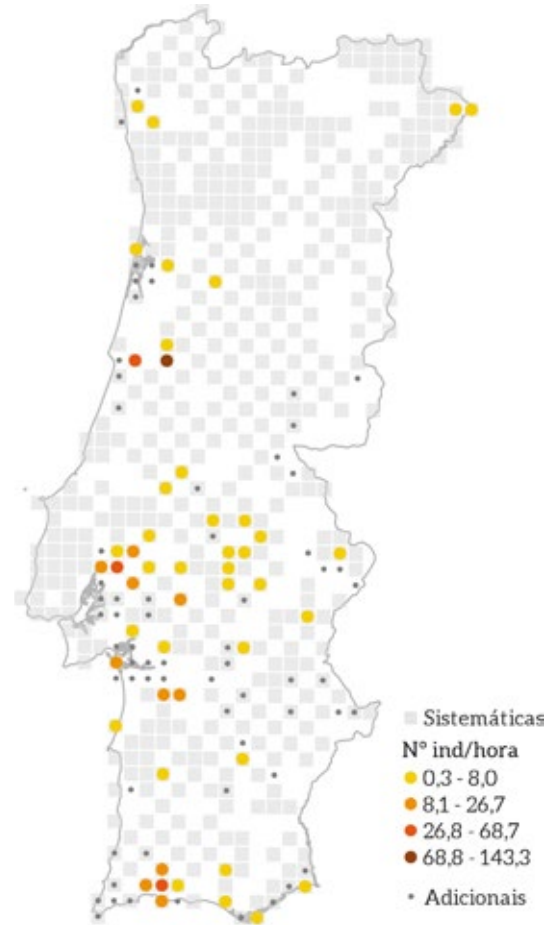 Sistemáticas
N° ind/hora
0,3 - 8,0
8,1 - 26,7
26,8 - 68,7
68,8 - 143,3
Adicionais